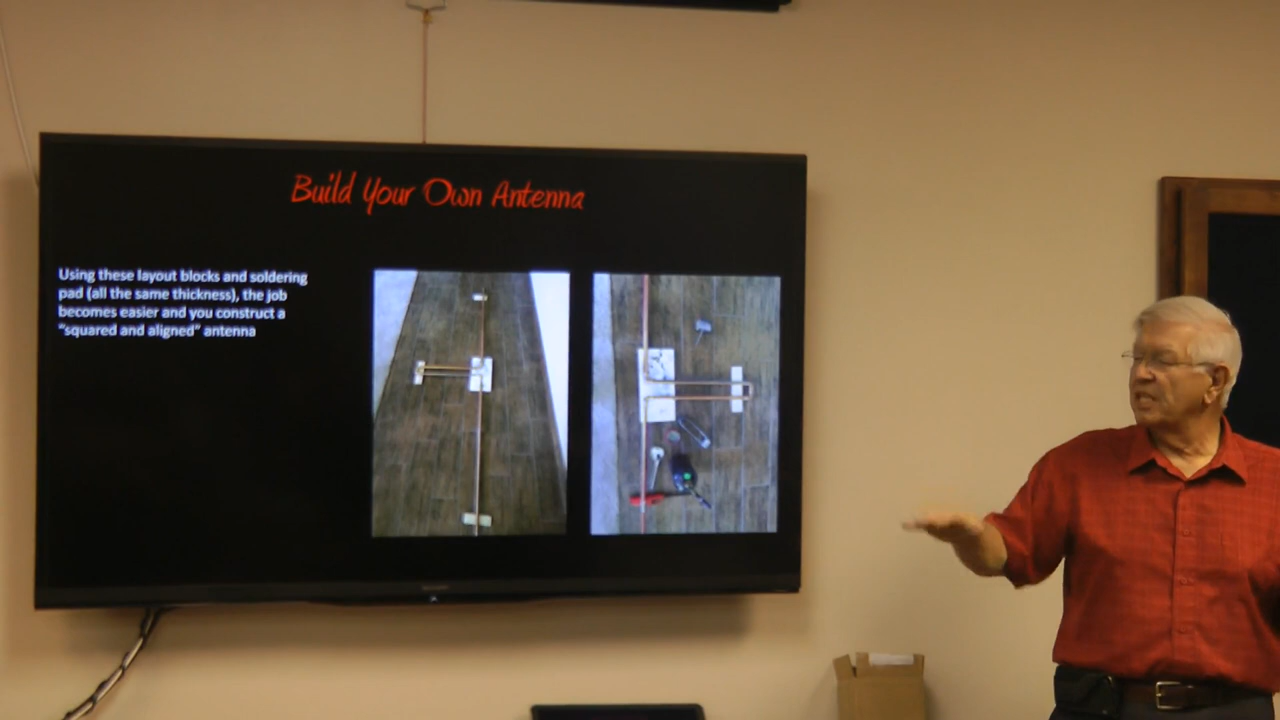 Build Your Own Antenna
Using these layout blocks and soldering
pad (all the same thickness), the job
becomes easier and you construct a
“squared and aligned” antenna